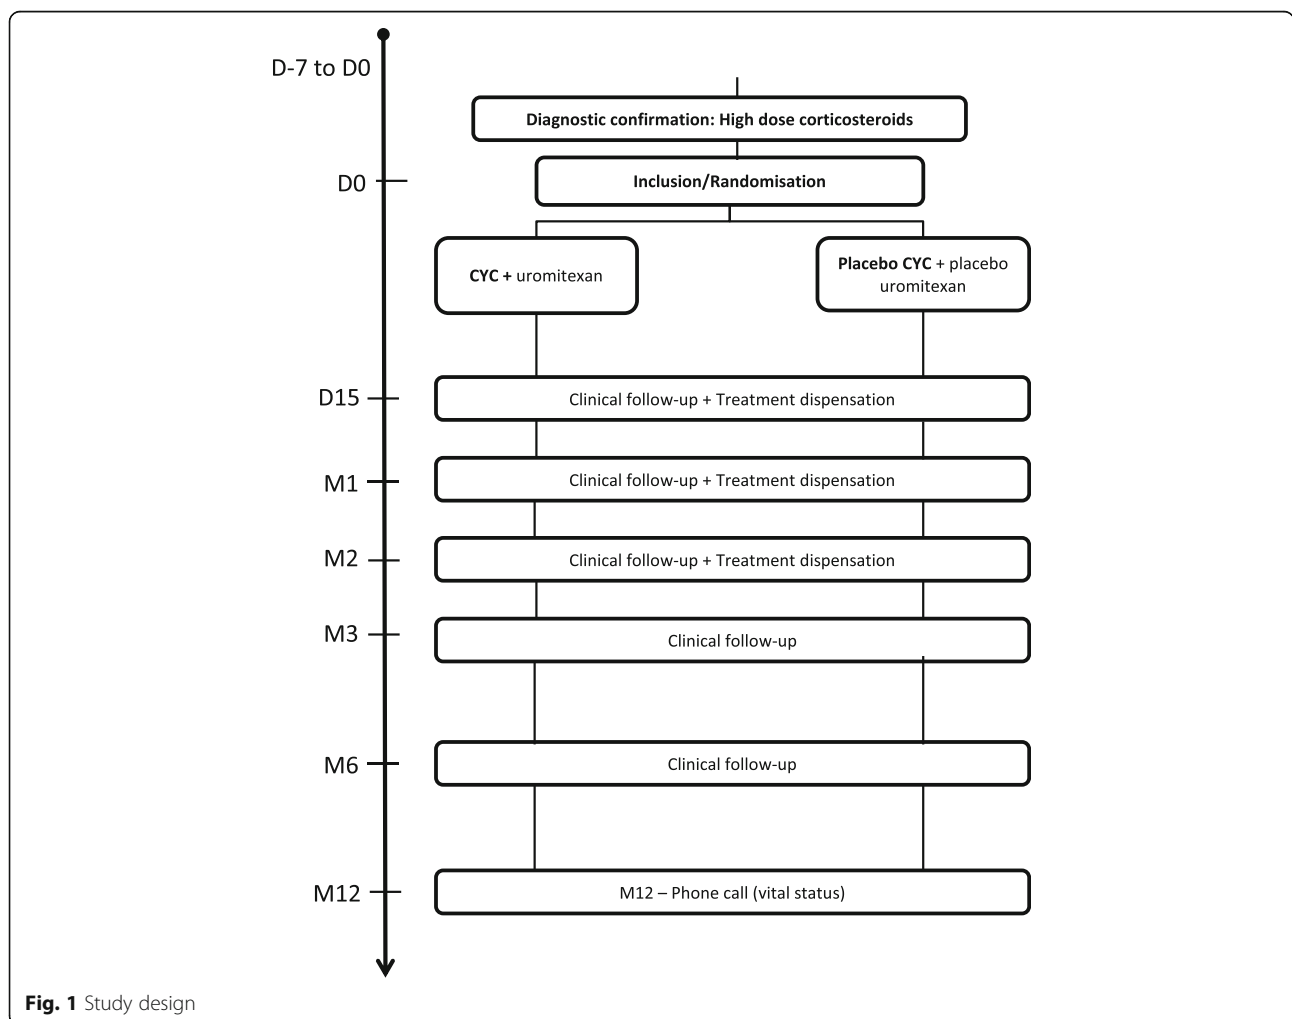 D-7 to D0
Diagnostic confirmation: High dose corticosteroids
D0
Inclusion/Randomisation
CYC + uromitexan
Placebo CYC + placebo
uromitexan
D15
Clinical follow-up + Treatment dispensation
M1
Clinical follow-up + Treatment dispensation
M2
Clinical follow-up + Treatment dispensation
M3
Clinical follow-up
M6
Clinical follow-up
M12
M12 – Phone call (vital status)
Fig. 1 Study design